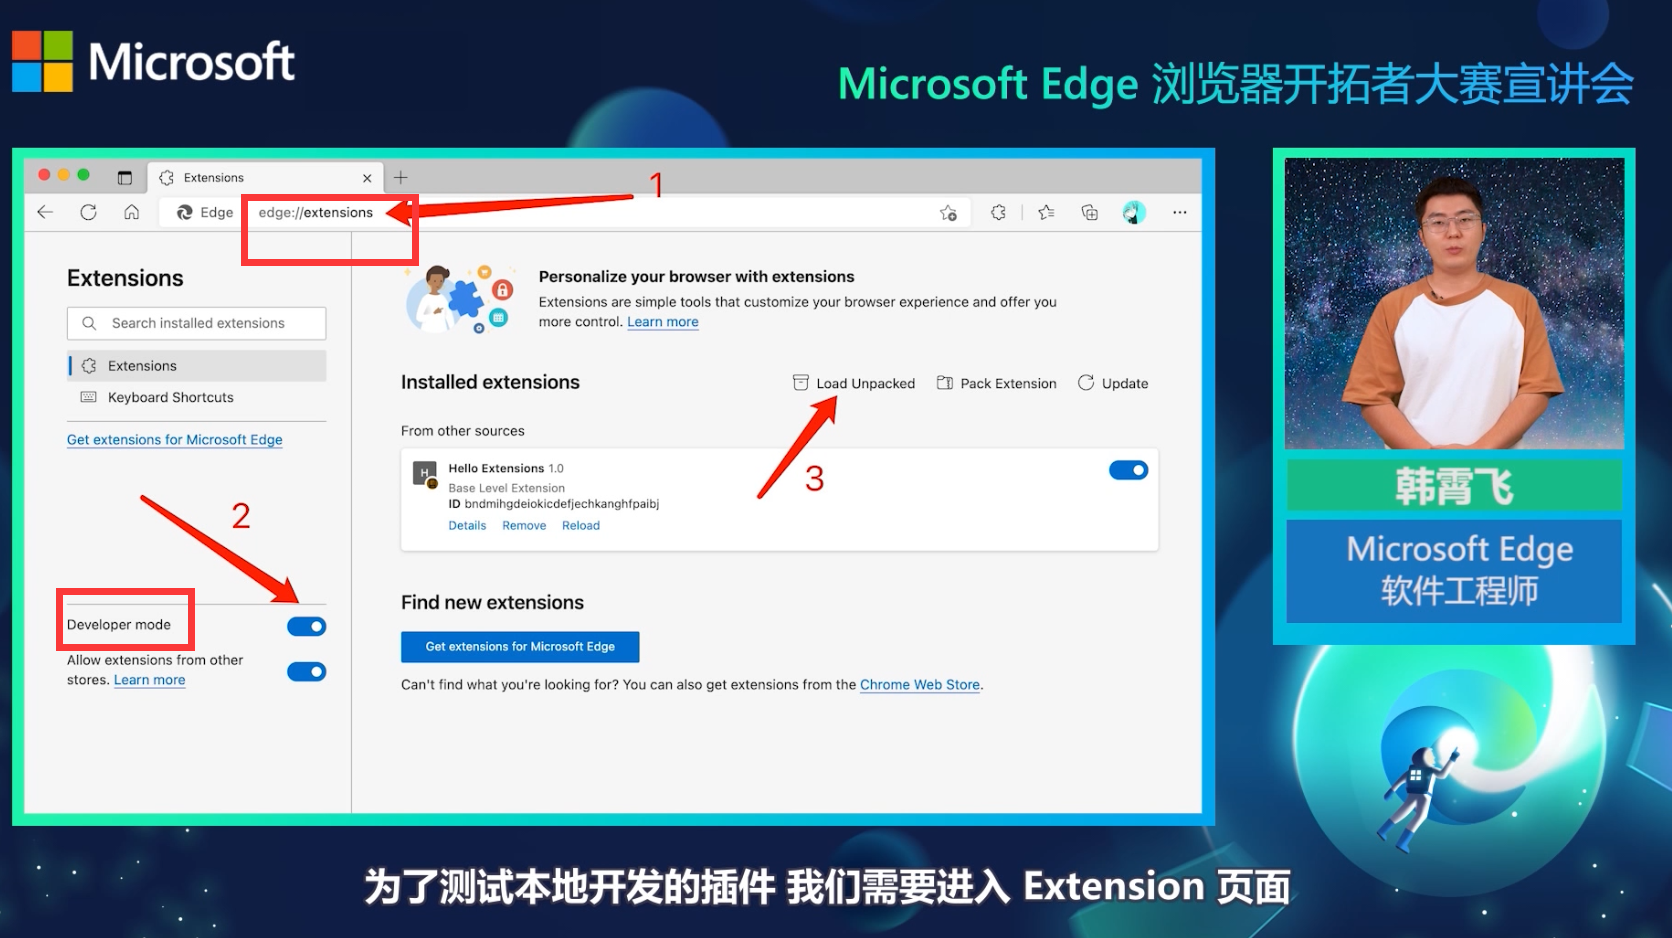 Microsoft
Microsoft Edge 浏览器开拓者大赛宣讲会
Extensions
1
Edge
edge://extensions
Extensions
Search installed extensions
Extensions
Keyboard Shortcuts
Get extensions for Microsoft Edge
2
Developer mode
Allow extensions from other
stores. Learn more
Personalize your browser with extensions
Extensions are simple tools that customize your browser experience and offer you
more control. Learn more
Installed extensions
Load Unpacked
Pack Extension
Update
3
From other sources
H
Hello Extensions 1.0
Base Level Extension
ID bndmihgdeiokicdefjechkanghfpaibj
Details Remove Reload
Find new extensions
Get extensions for Microsoft Edge
Can't find what you're looking for? You can also get extensions from the Chrome Web Store.
韩霄飞
Microsoft Edge
软件工程师
为了测试本地开发的插件 我们需要进入 Extension 页面